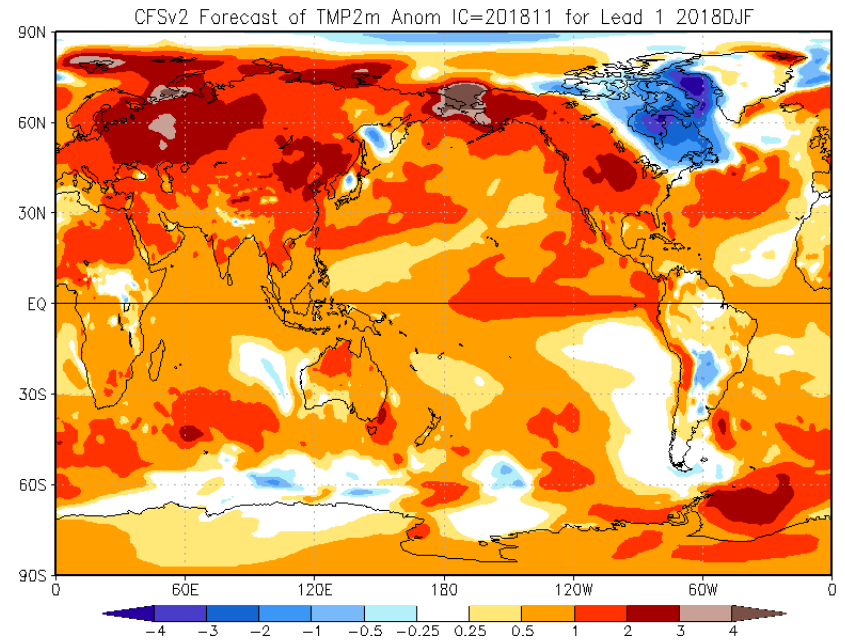 CFSv2 Forecast of TMP2m Anom IC=201811 for Lead 1 2018DJF
90N
60N
30N
EQ
30S
60S
90S
0 60E 120E 180 120W 60W 0
-4 -3 -2 -1 -0.5 -0.25 0.25 0.5 1 2 3 4